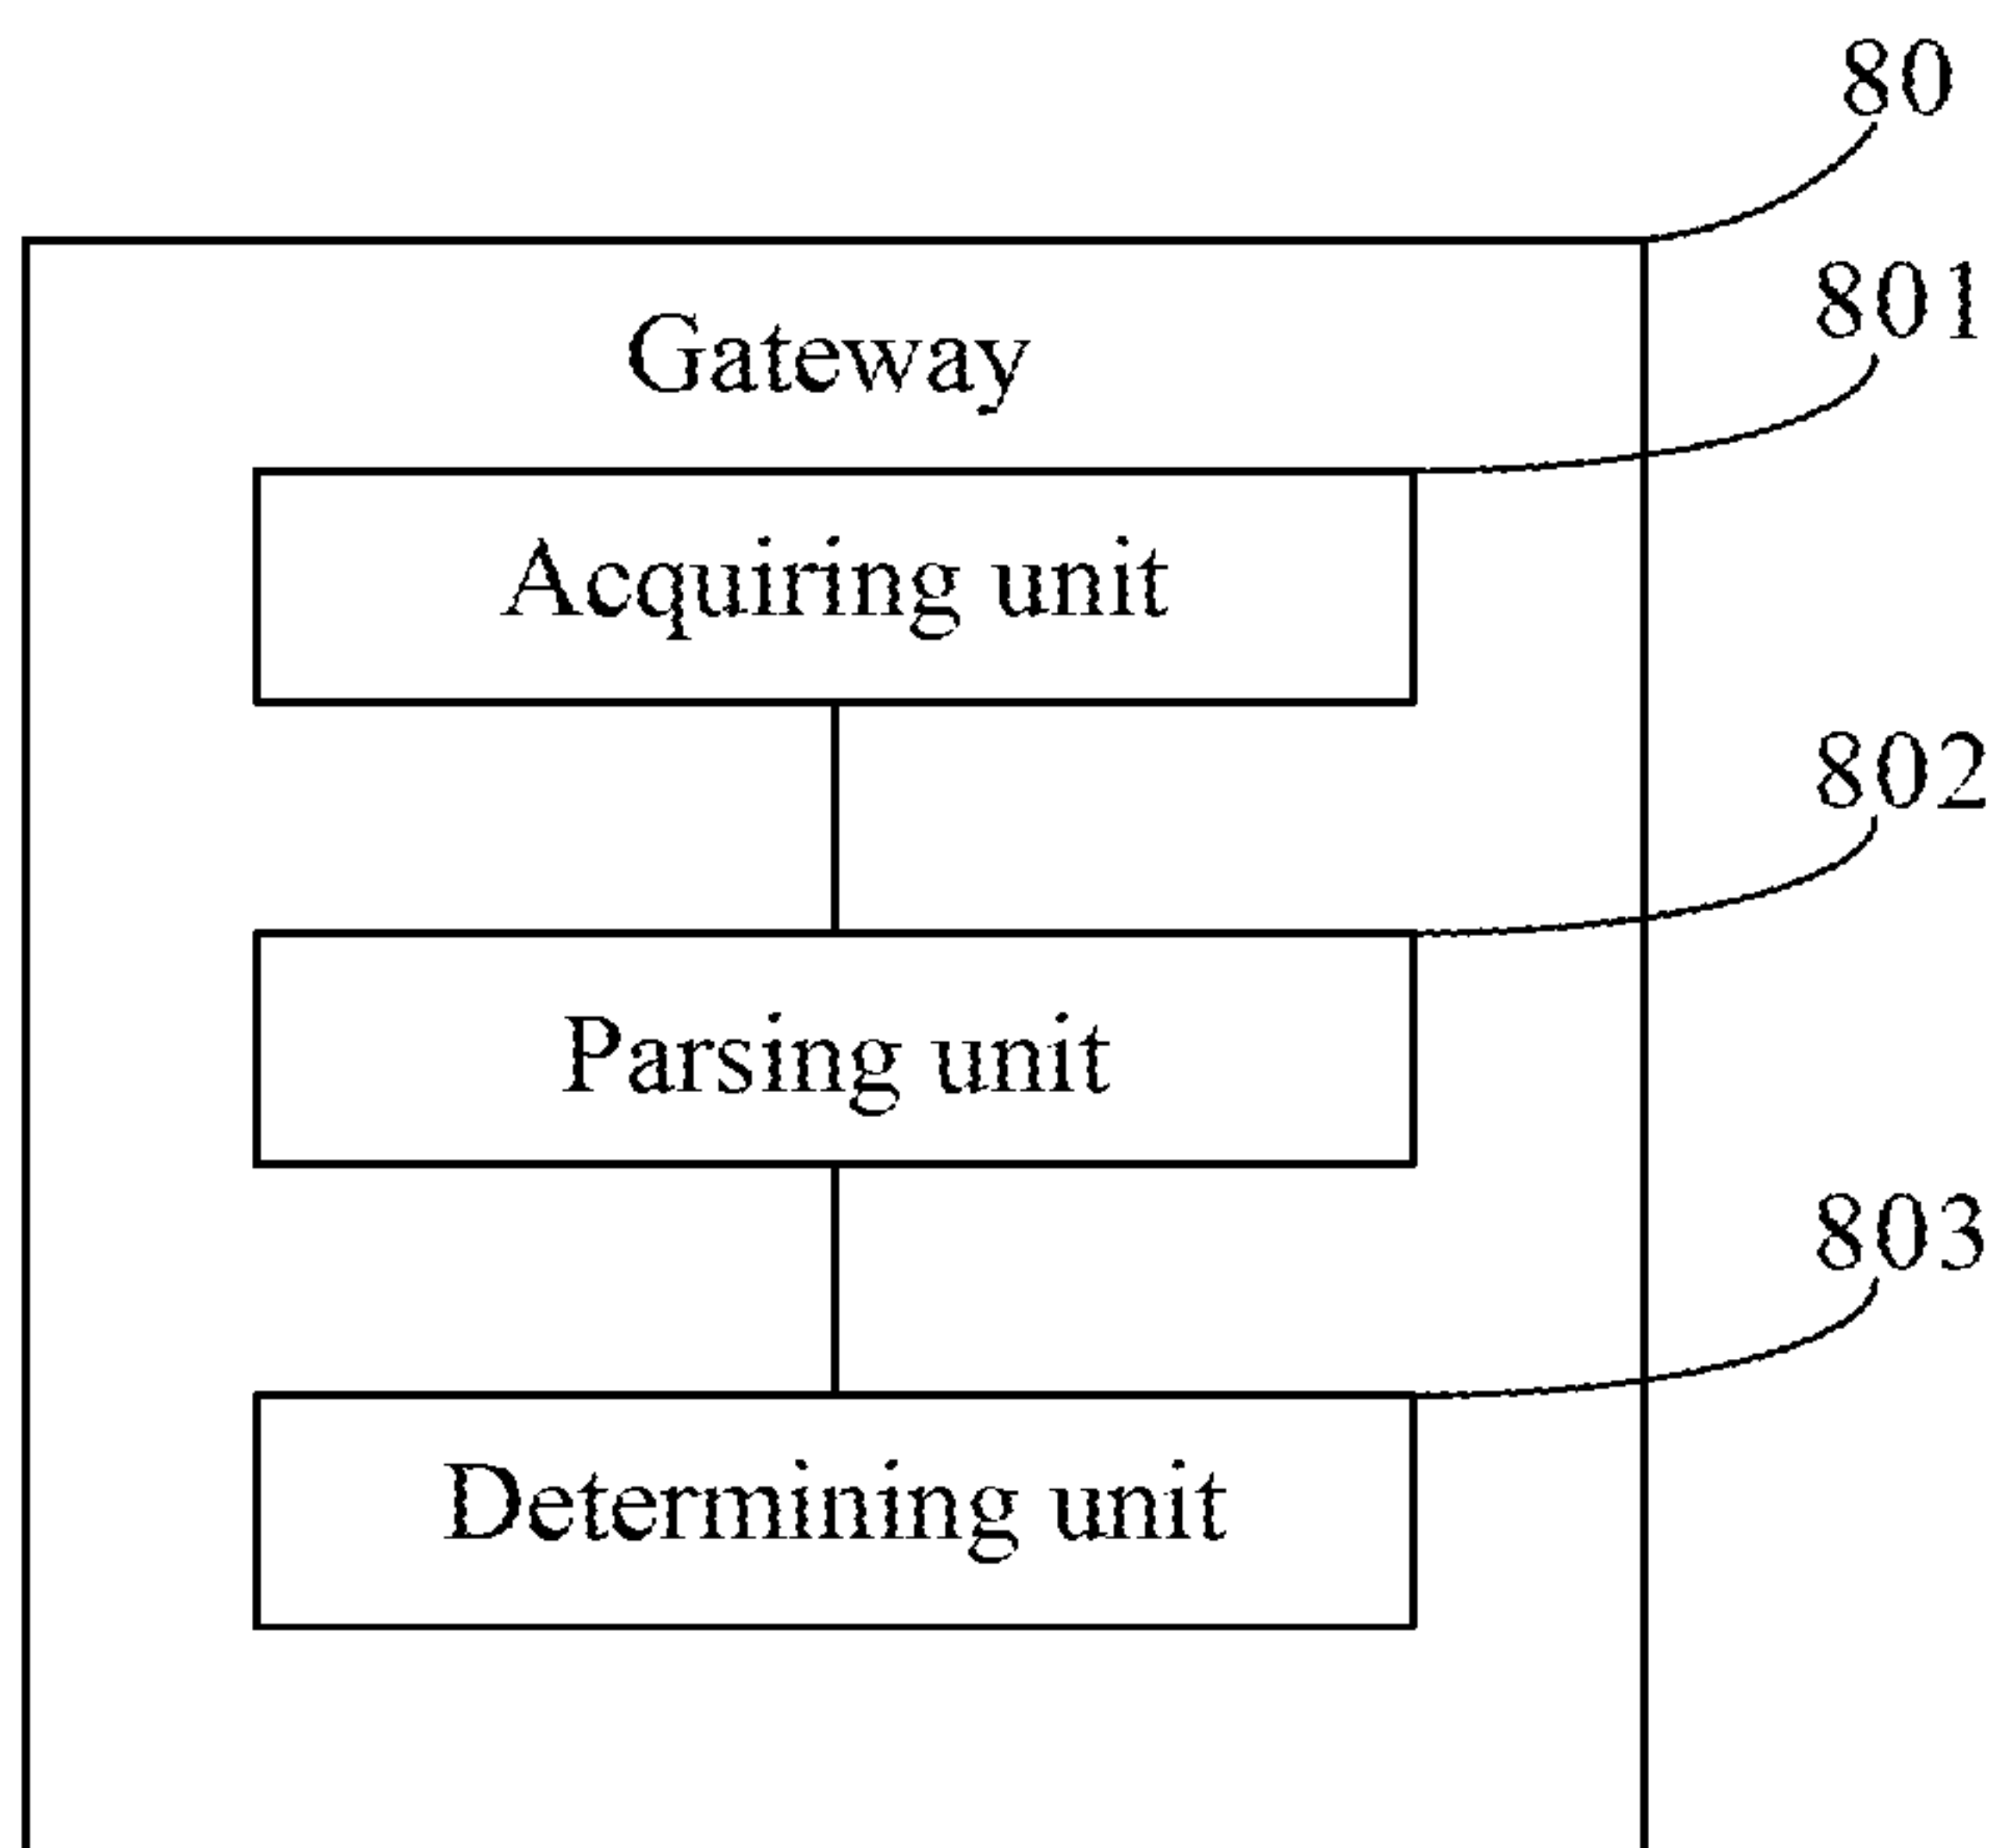 80
Gateway
801
Acquiring unit
802
Parsing unit
803
Determining unit